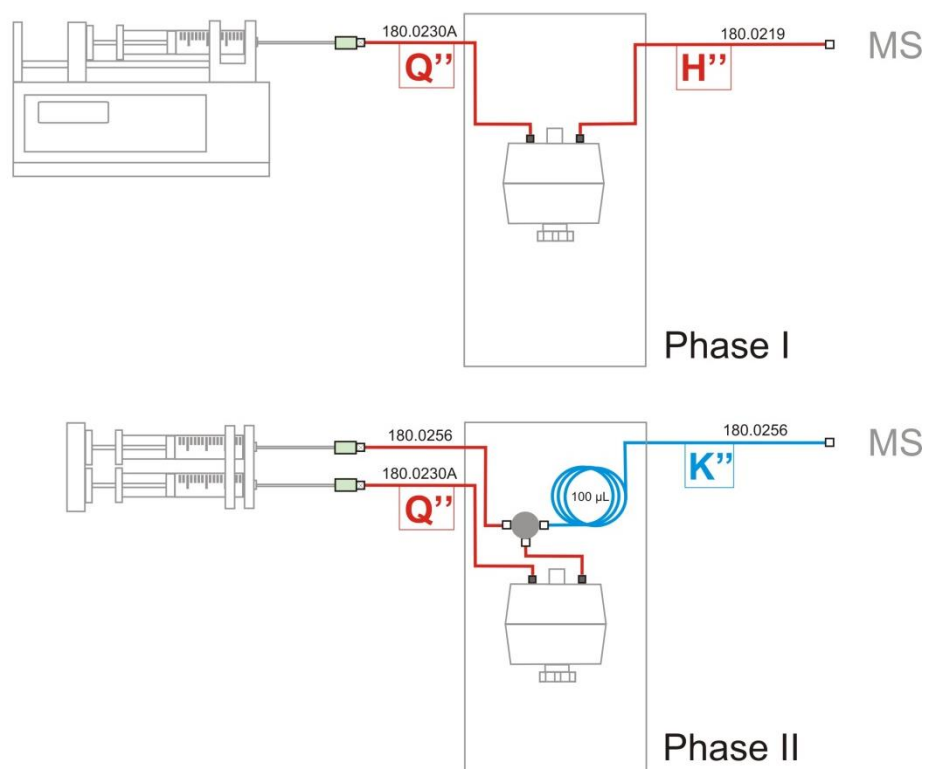 180.0230A
180.0219
MS
Q’’
H’’
Phase I
180.0256
180.0256
MS
180.0230A
K’’
Q’’
100 µL
Phase II